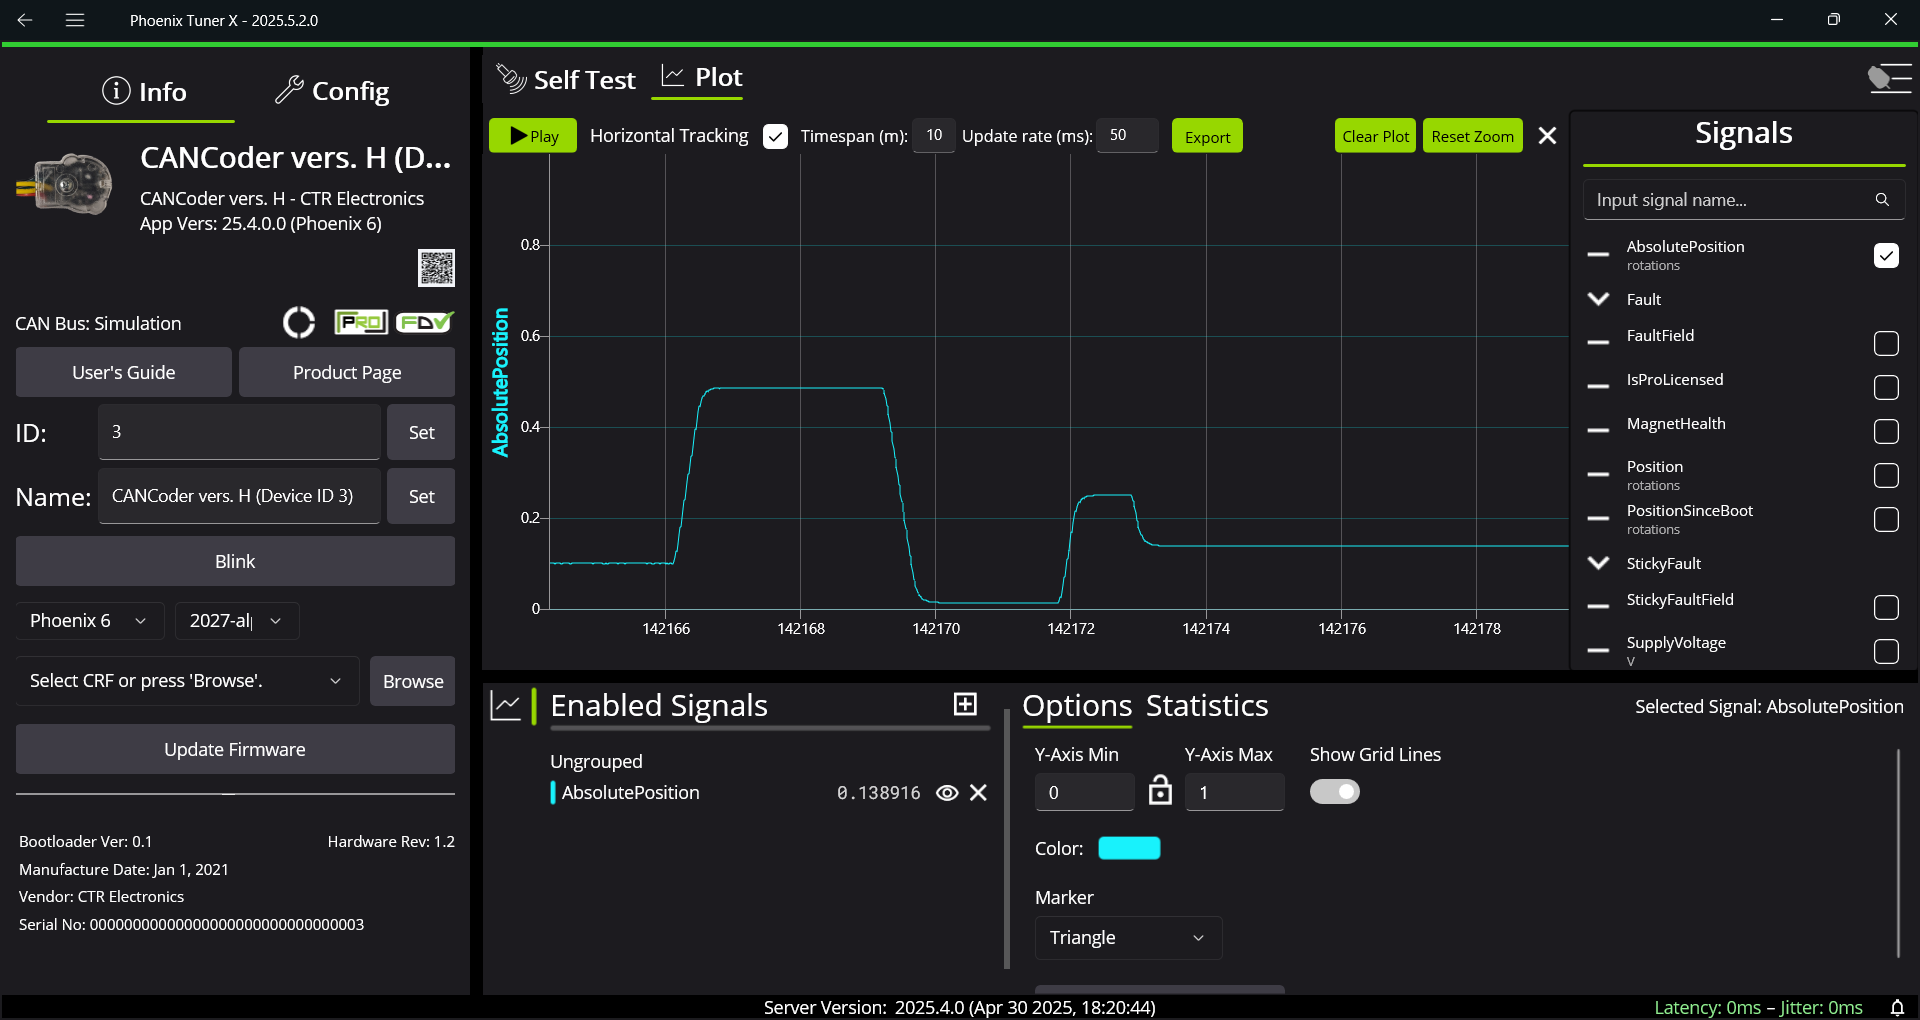 Phoenix Tuner X - 2025.5.2.0
Info
Config
CANCoder vers. H (D...
CANCoder vers. H - CTR Electronics
App Vers: 25.4.0.0 (Phoenix 6)
CAN Bus: Simulation
PRO
FDV
User's Guide
Product Page
ID:
3
Set
Name:
CANCoder vers. H (Device ID 3)
Set
Blink
Phoenix 6
2027-al
Select CRF or press 'Browse'.
Browse
Update Firmware
Bootloader Ver: 0.1
Hardware Rev: 1.2
Manufacture Date: Jan 1, 2021
Vendor: CTR Electronics
Serial No: 00000000000000000000000000000003
Self Test
Plot
Play
Horizontal Tracking
Timespan (m):
10
Update rate (ms):
50
Export
Clear Plot
Reset Zoom
AbsolutePosition
0.8
0.6
0.4
0.2
0
142166
142168
142170
142172
142174
142176
142178
Signals
Input signal name...
AbsolutePosition
rotations
Fault
FaultField
IsProLicensed
MagnetHealth
Position
rotations
PositionSinceBoot
rotations
StickyFault
StickyFaultField
SupplyVoltage
V
Enabled Signals
Ungrouped
AbsolutePosition
0.138916
Options
Statistics
Selected Signal: AbsolutePosition
Y-Axis Min
Y-Axis Max
Show Grid Lines
0
1
Color:
Marker
Triangle
Server Version: 2025.4.0 (Apr 30 2025, 18:20:44)
Latency: 0ms – Jitter: 0ms